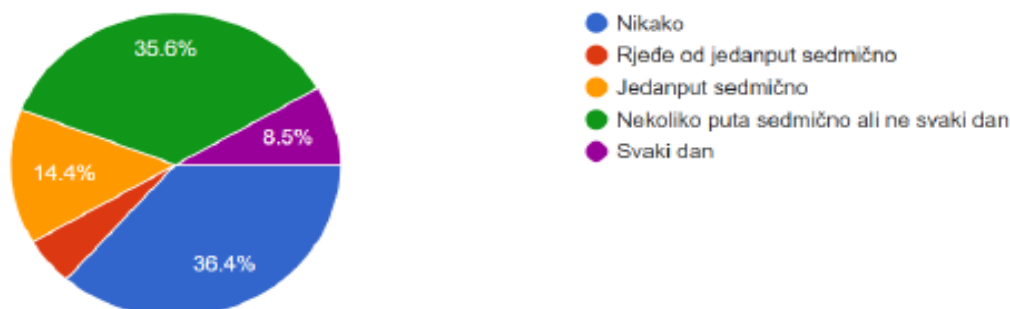 35.6%
8.5%
14.4%
36.4%
Nikako
Rjeđe od jedanput sedmično
Jedanput sedmično
Nekoliko puta sedmično ali ne svaki dan
Svaki dan